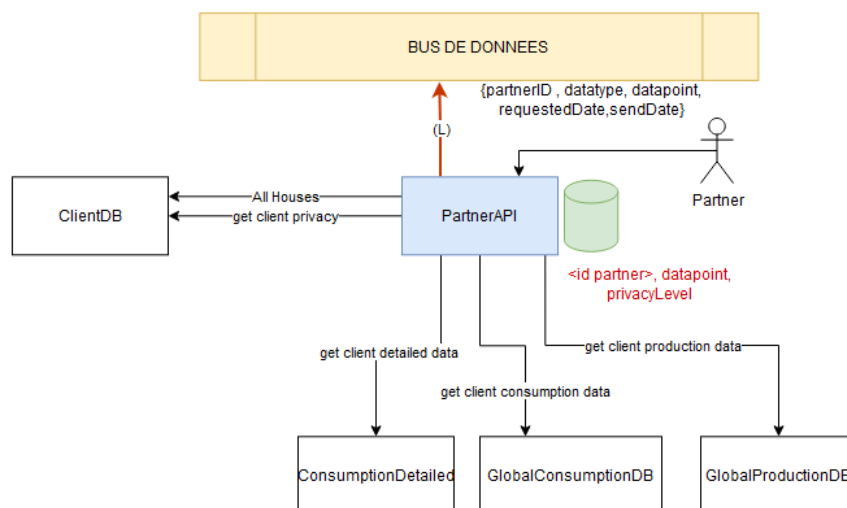 BUS DE DONNEES
{partnerID , datatype, datapoint,
requestedDate,sendDate}
(L)
All Houses
get client privacy
ClientDB
PartnerAPI
Partner
<id partner>, datapoint,
privacyLevel
get client detailed data
get client production data
get client consumption data
ConsumptionDetailed
GlobalConsumptionDB
GlobalProductionDB